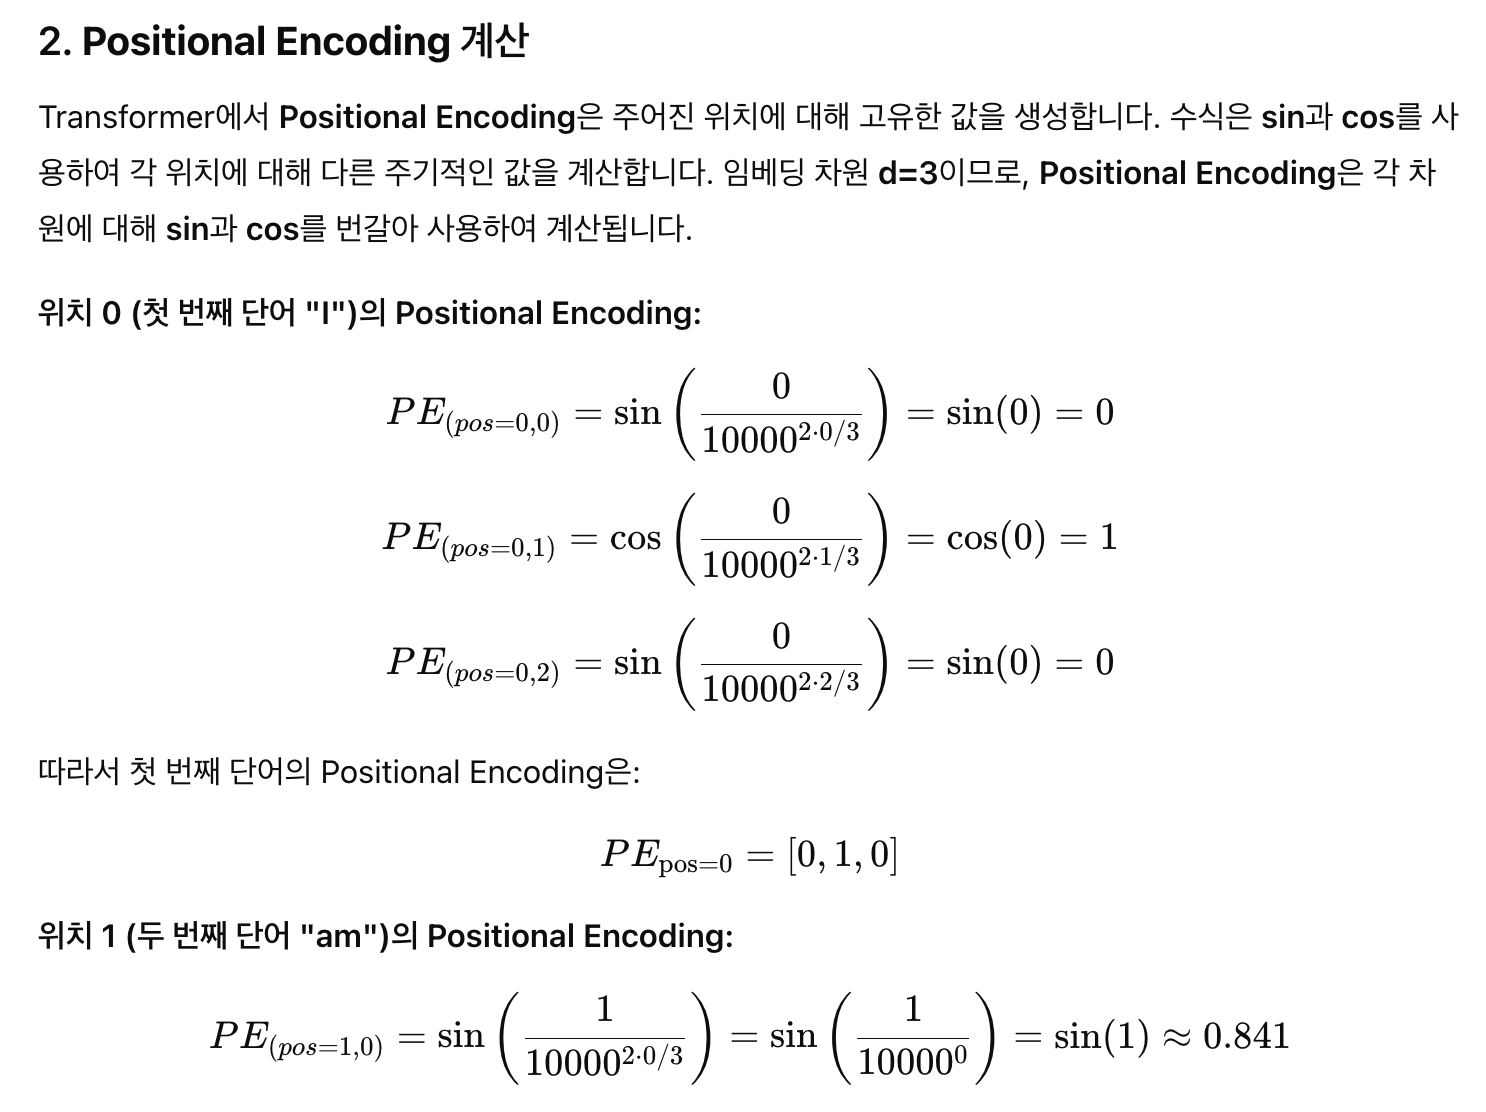 2. Positional Encoding 계산
Transformer에서 Positional Encoding은 주어진 위치에 대해 고유한 값을 생성합니다. 수식은 sin과 cos를 사
용하여 각 위치에 대해 다른 주기적인 값을 계산합니다. 임베딩 차원 d=3이므로, Positional Encoding은 각 차
원에 대해 sin과 cos를 번갈아 사용하여 계산됩니다.
위치 0 (첫 번째 단어 "I")의 Positional Encoding:
$PE_{(pos=0,0)} = \sin\left(\frac{0}{10000^{2\cdot 0/3}}\right) = \sin(0) = 0$
$PE_{(pos=0,1)} = \cos\left(\frac{0}{10000^{2\cdot 1/3}}\right) = \cos(0) = 1$
$PE_{(pos=0,2)} = \sin\left(\frac{0}{10000^{2\cdot 2/3}}\right) = \sin(0) = 0$
따라서 첫 번째 단어의 Positional Encoding은:
$PE_{\text{pos}=0} = [0, 1, 0]$
위치 1 (두 번째 단어 "am")의 Positional Encoding:
$PE_{(pos=1,0)} = \sin\left(\frac{1}{10000^{2\cdot 0/3}}\right) = \sin\left(\frac{1}{10000^{0}}\right) = \sin(1) \approx 0.841$